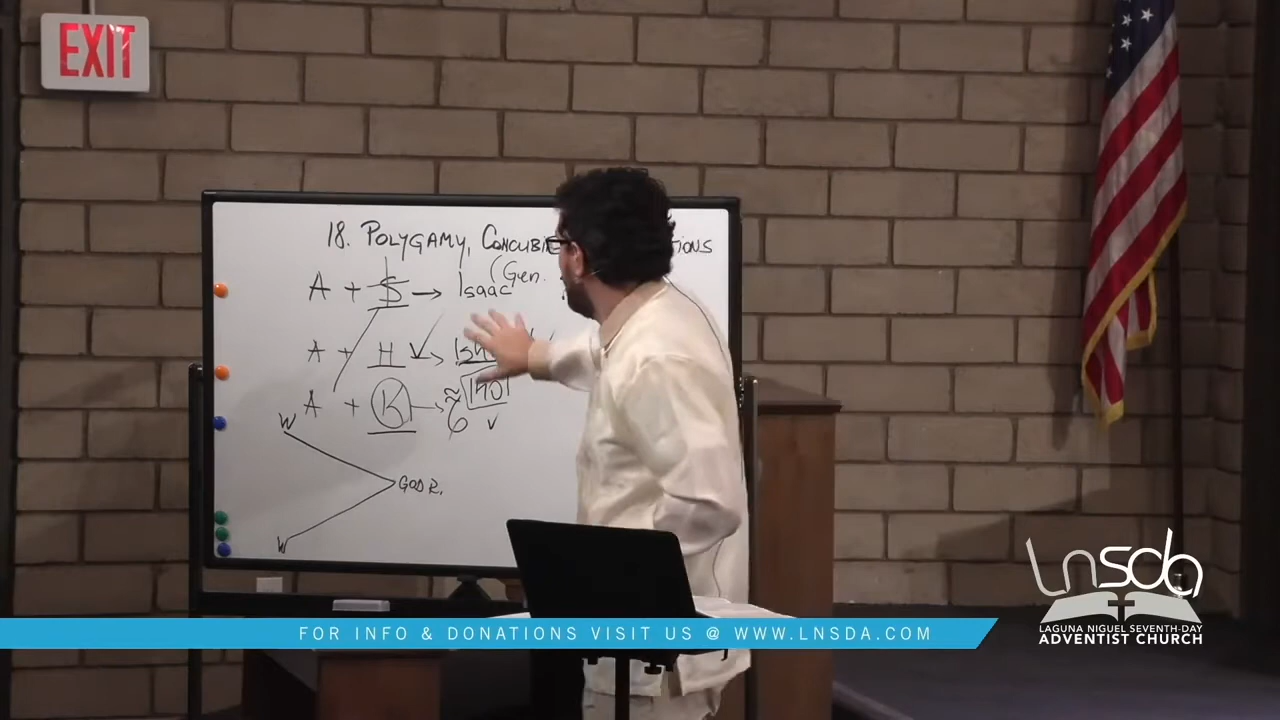 EXIT
18. POLYGAMY, CONCUBI TIONS
(Gen.
A + S → Isaac
A + H → Ish
A + K → ≈ 6
W
GOD R.
W
FOR INFO & DONATIONS VISIT US @ WWW.LNSDA.COM
LnSDA
LAGUNA NIGUEL SEVENTH-DAY
ADVENTIST CHURCH